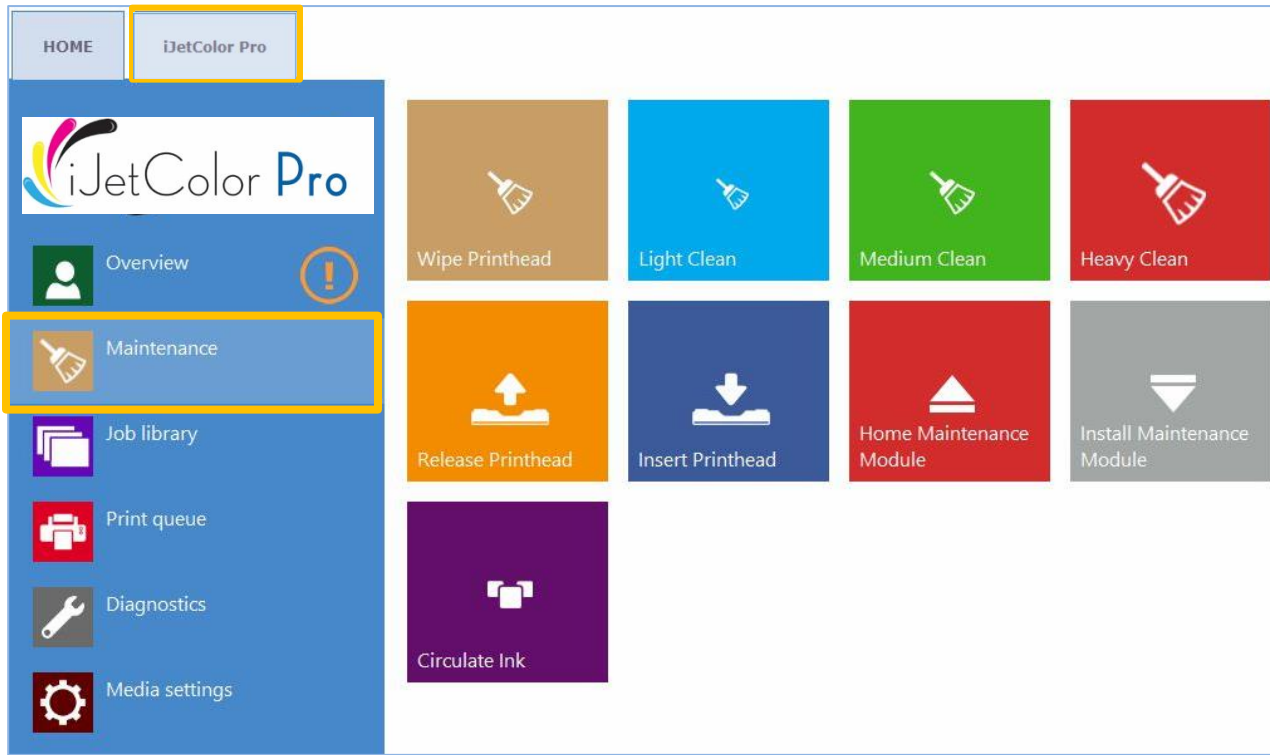 HOME
iJetColor Pro
iJetColor Pro
Overview
Maintenance
Job library
Print queue
Diagnostics
Media settings
Wipe Printhead
Light Clean
Medium Clean
Heavy Clean
Release Printhead
Insert Printhead
Home Maintenance
Module
Install Maintenance
Module
Circulate Ink